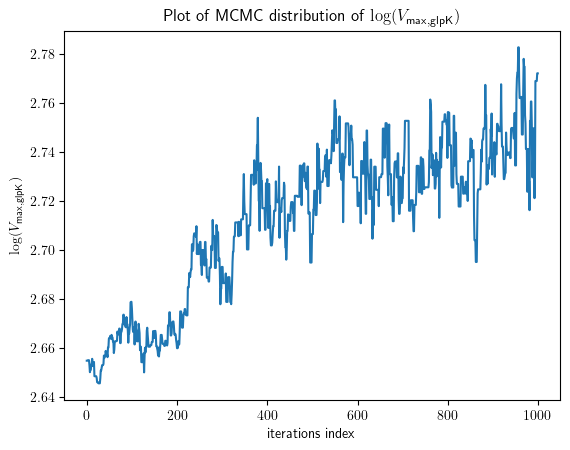 Plot of MCMC distribution of log(V_max,glpK)
log(V_max,glpK)
2.78
2.76
2.74
2.72
2.70
2.68
2.66
2.64
0 200 400 600 800 1000
iterations index